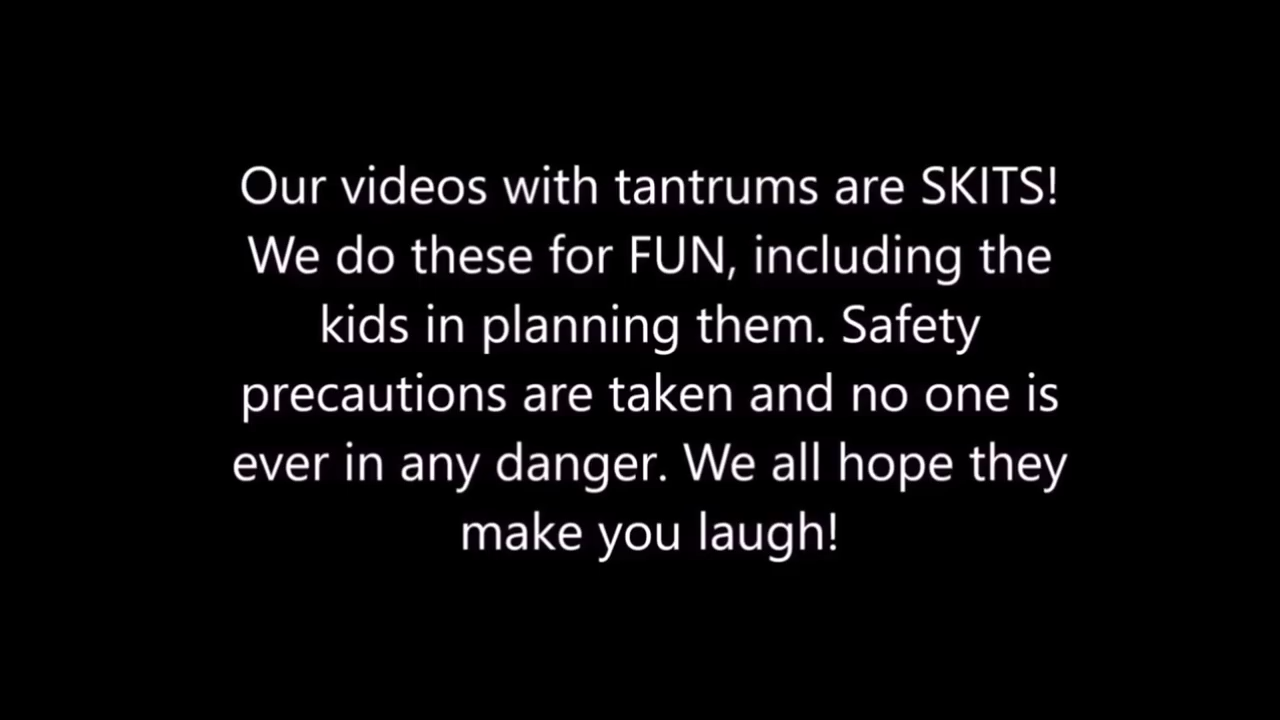 Our videos with tantrums are SKITS!
We do these for FUN, including the
kids in planning them. Safety
precautions are taken and no one is
ever in any danger. We all hope they
make you laugh!